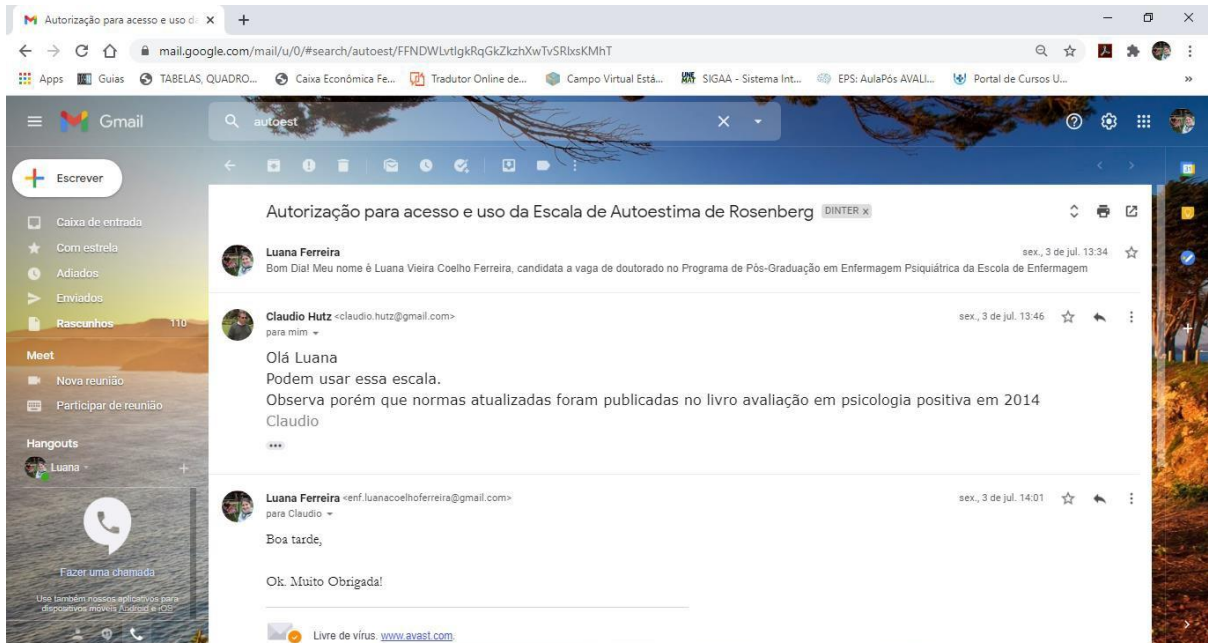 Autorização para acesso e uso d
mail.google.com/mail/u/0/#search/autoest/FFNDWLvtIgkRqGkZkzhXwTvSRlxsKMhT
Apps Guias TABELAS, QUADRO... Caixa Econômica Fe... Tradutor Online de... Campo Virtual Está... SIGAA - Sistema Int... EPS: AulaPós AVALI... Portal de Cursos U... »
Gmail
autoest
Escrever
Caixa de entrada
Com estrela
Adiados
Enviados
Rascunhos 110
Meet
Nova reunião
Participar de reunião
Hangouts
Luana
Fazer uma chamada
Use também nossos aplicativos para
dispositivos móveis Android e iOS
Autorização para acesso e uso da Escala de Autoestima de Rosenberg DINTER x
Luana Ferreira sex., 3 de jul. 13:34
Bom Dia! Meu nome é Luana Vieira Coelho Ferreira, candidata a vaga de doutorado no Programa de Pós-Graduação em Enfermagem Psiquiátrica da Escola de Enfermagem
Claudio Hutz <claudio.hutz@gmail.com> sex., 3 de jul. 13:46
para mim
Olá Luana
Podem usar essa escala.
Observa porém que normas atualizadas foram publicadas no livro avaliação em psicologia positiva em 2014
Claudio
•••
Luana Ferreira <enf.luanacoelhoferreira@gmail.com> sex., 3 de jul. 14:01
para Claudio
Boa tarde,
Ok. Muito Obrigada!
Livre de vírus. www.avast.com.